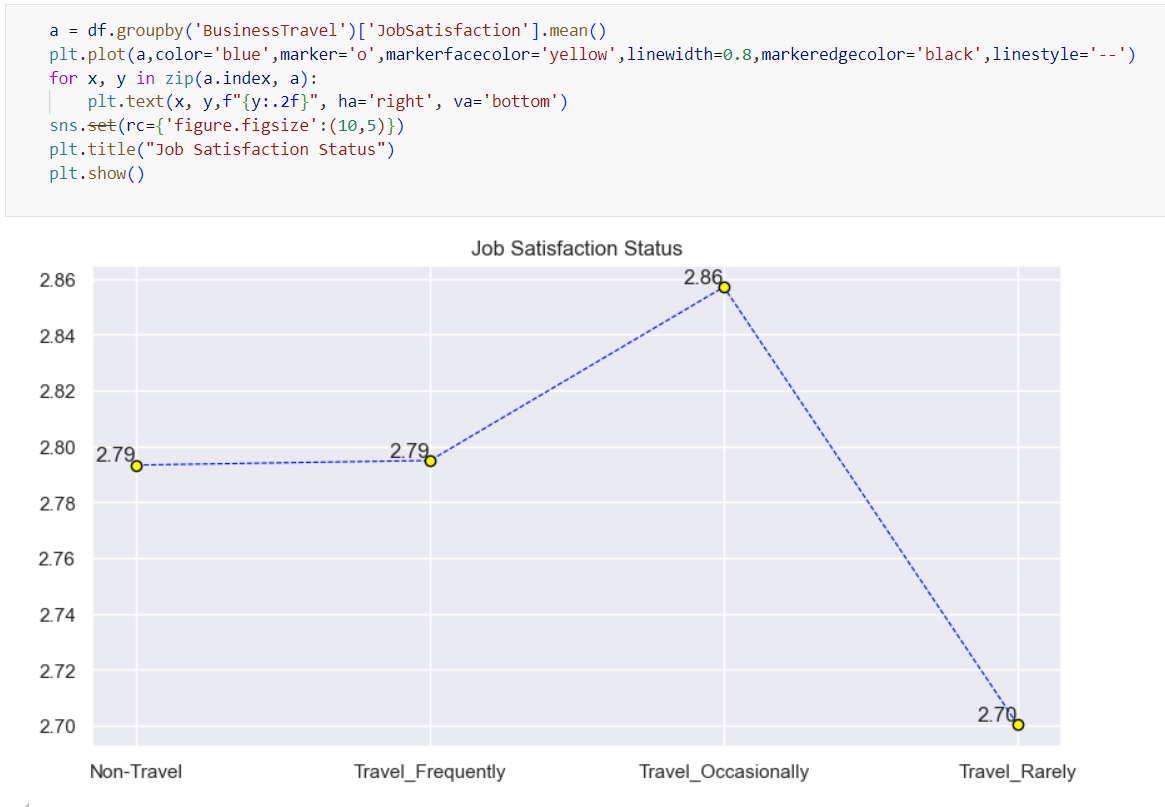 a = df.groupby('BusinessTravel')['JobSatisfaction'].mean()
plt.plot(a,color='blue',marker='o',markerfacecolor='yellow',linewidth=0.8,markeredgecolor='black',linestyle='--')
for x, y in zip(a.index, a):
    plt.text(x, y,f"{y:.2f}", ha='right', va='bottom')
sns.set(rc={'figure.figsize':(10,5)})
plt.title("Job Satisfaction Status")
plt.show()
Job Satisfaction Status
2.86
2.84
2.82
2.80
2.78
2.76
2.74
2.72
2.70
2.79
2.79
2.86
2.70
Non-Travel Travel_Frequently Travel_Occasionally Travel_Rarely